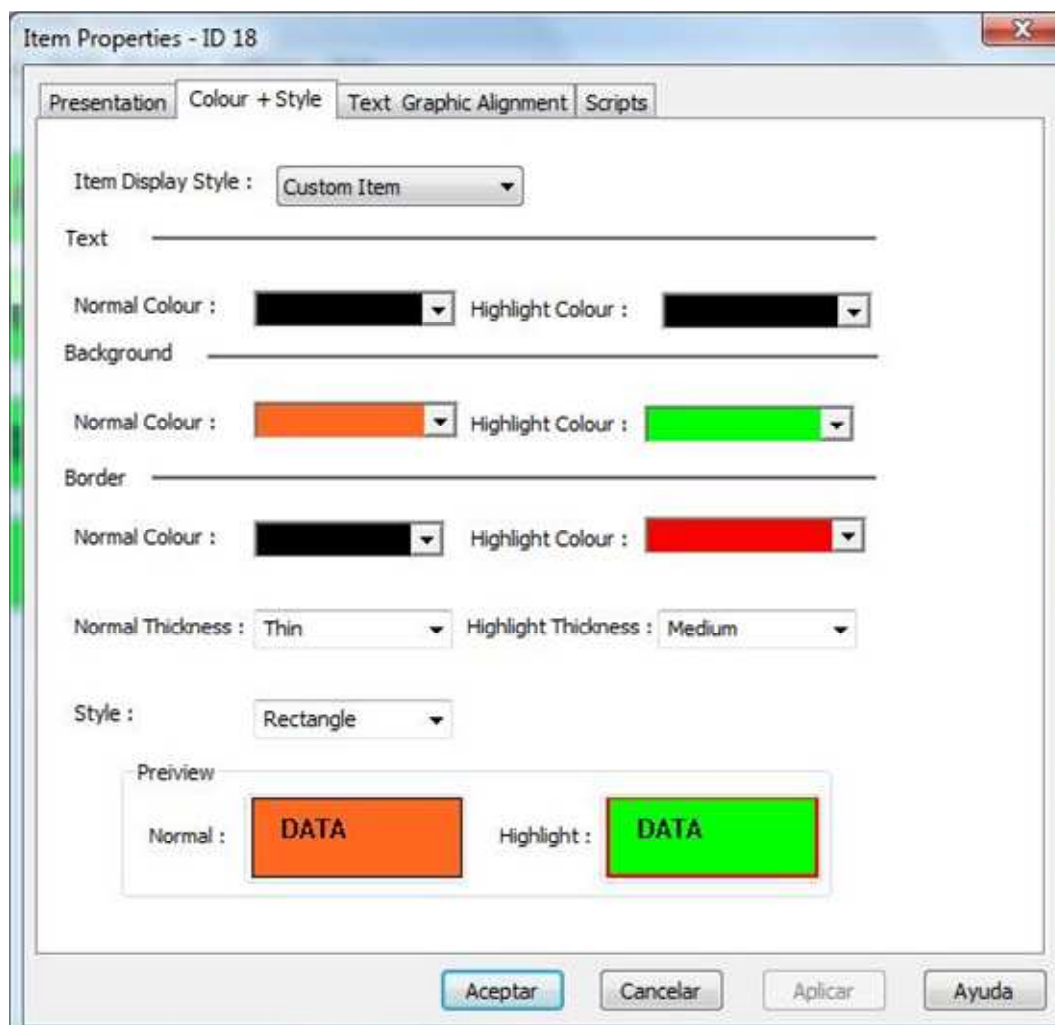 Item Properties - ID 18
Presentation Colour + Style Text Graphic Alignment Scripts
Item Display Style : Custom Item
Text
Normal Colour : Highlight Colour :
Background
Normal Colour : Highlight Colour :
Border
Normal Colour : Highlight Colour :
Normal Thickness : Thin Highlight Thickness : Medium
Style : Rectangle
Preiview
Normal : DATA Highlight : DATA
Aceptar Cancelar Aplicar Ayuda